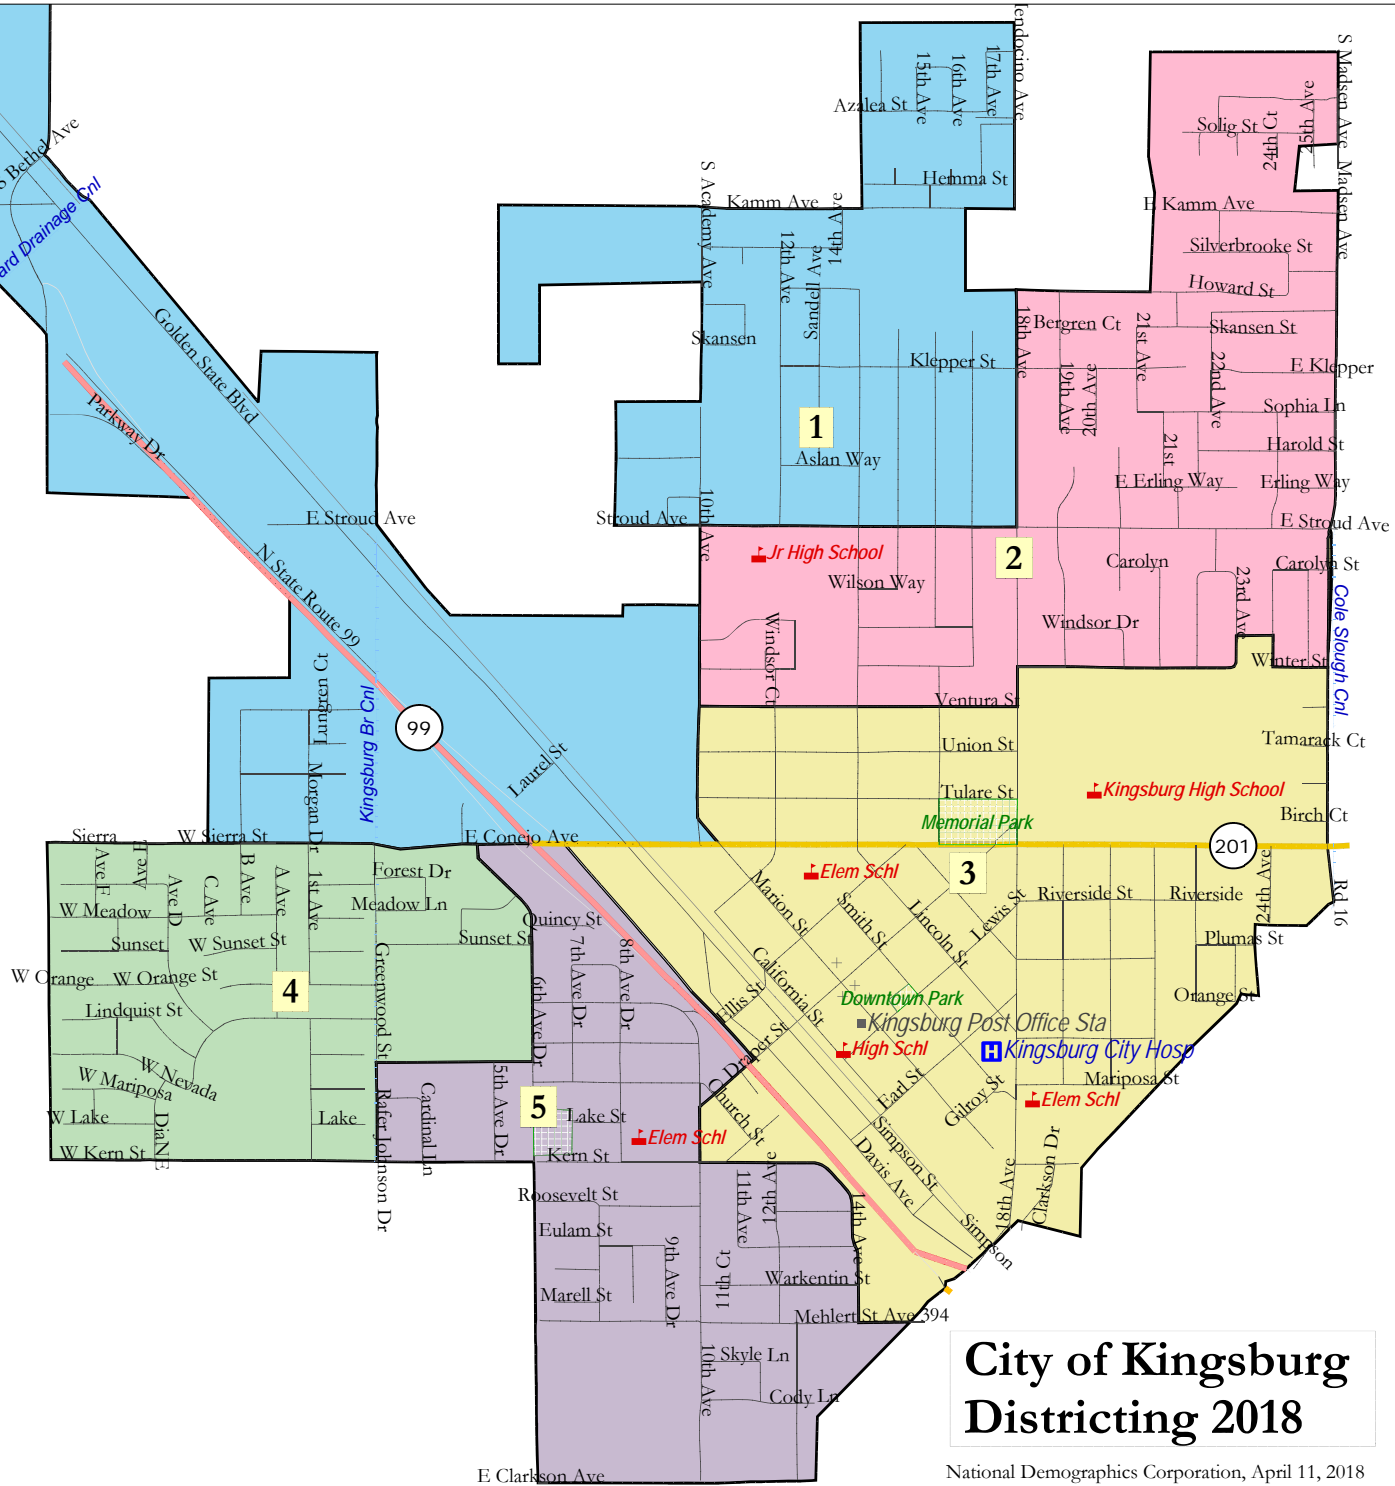 S Bethel Ave
ard Drainage Cnl
Golden State Blvd
Parkway Dr
E Stroud Ave
N State Route 99
Lungren Ct
Morgan Dr
Kingsburg Br Cnl
99
Laurel St
E Conejo Ave
S Academy Ave
Kamm Ave
14th Ave
12th Ave
Sandell Ave
Skansen
Klepper St
1
Aslan Way
Stroud Ave
10th Ave
Azalea St
15th Ave
16th Ave
17th Ave
endocino Ave
Hemma St
S Madsen Ave
Madsen Ave
Solig St
24th Ct
25th Ave
E Kamm Ave
Silverbrooke St
Howard St
18th Ave
Bergren Ct
21st Ave
Skansen St
19th Ave
20th Ave
22nd Ave
E Klepper
Sophia Ln
21st
Harold St
E Erling Way
Erling Way
E Stroud Ave
Jr High School
2
Wilson Way
Carolyn
Carolyn St
23rd Ave
Cole Slough Cnl
Windsor Ct
Windsor Dr
Winter St
Ventura St
Union St
Tamarack Ct
Tulare St
Kingsburg High School
Memorial Park
Birch Ct
201
Elem Schl
3
Marion St
Smith St
Lincoln St
Lewis St
Riverside St
Riverside
24th Ave
Rd 16
Plumas St
California St
Ellis St
Downtown Park
Orange St
Kingsburg Post Office Sta
High Schl
H
Kingsburg City Hosp
Draper St
Church St
Earl St
Gilroy St
Mariposa St
Elem Schl
Simpson St
Davis Ave
18th Ave
Clarkson Dr
Simpson
Sierra
W Sierra St
Ave F
Ave D
C Ave
B Ave
A Ave
1st Ave
Forest Dr
W Meadow
Meadow Ln
Sunset
W Sunset St
Sunset St
W Orange
W Orange St
4
Greenwood St
Lindquist St
W Nevada
W Mariposa
W Lake
Lake
W Kern St
Rafer Johnson Dr
Cardinal Ln
Quincy St
7th Ave Dr
8th Ave Dr
6th Ave Dr
5th Ave Dr
5
Lake St
Elem Schl
Kern St
Roosevelt St
Eulam St
9th Ave Dr
Marell St
11th Ave
12th Ave
14th Ave
11th Ct
Warkentin St
Mehlert St
Ave 394
10th Ave
Skyle Ln
Cody Ln
E Clarkson Ave
City of Kingsburg
Districting 2018
National Demographics Corporation, April 11, 2018